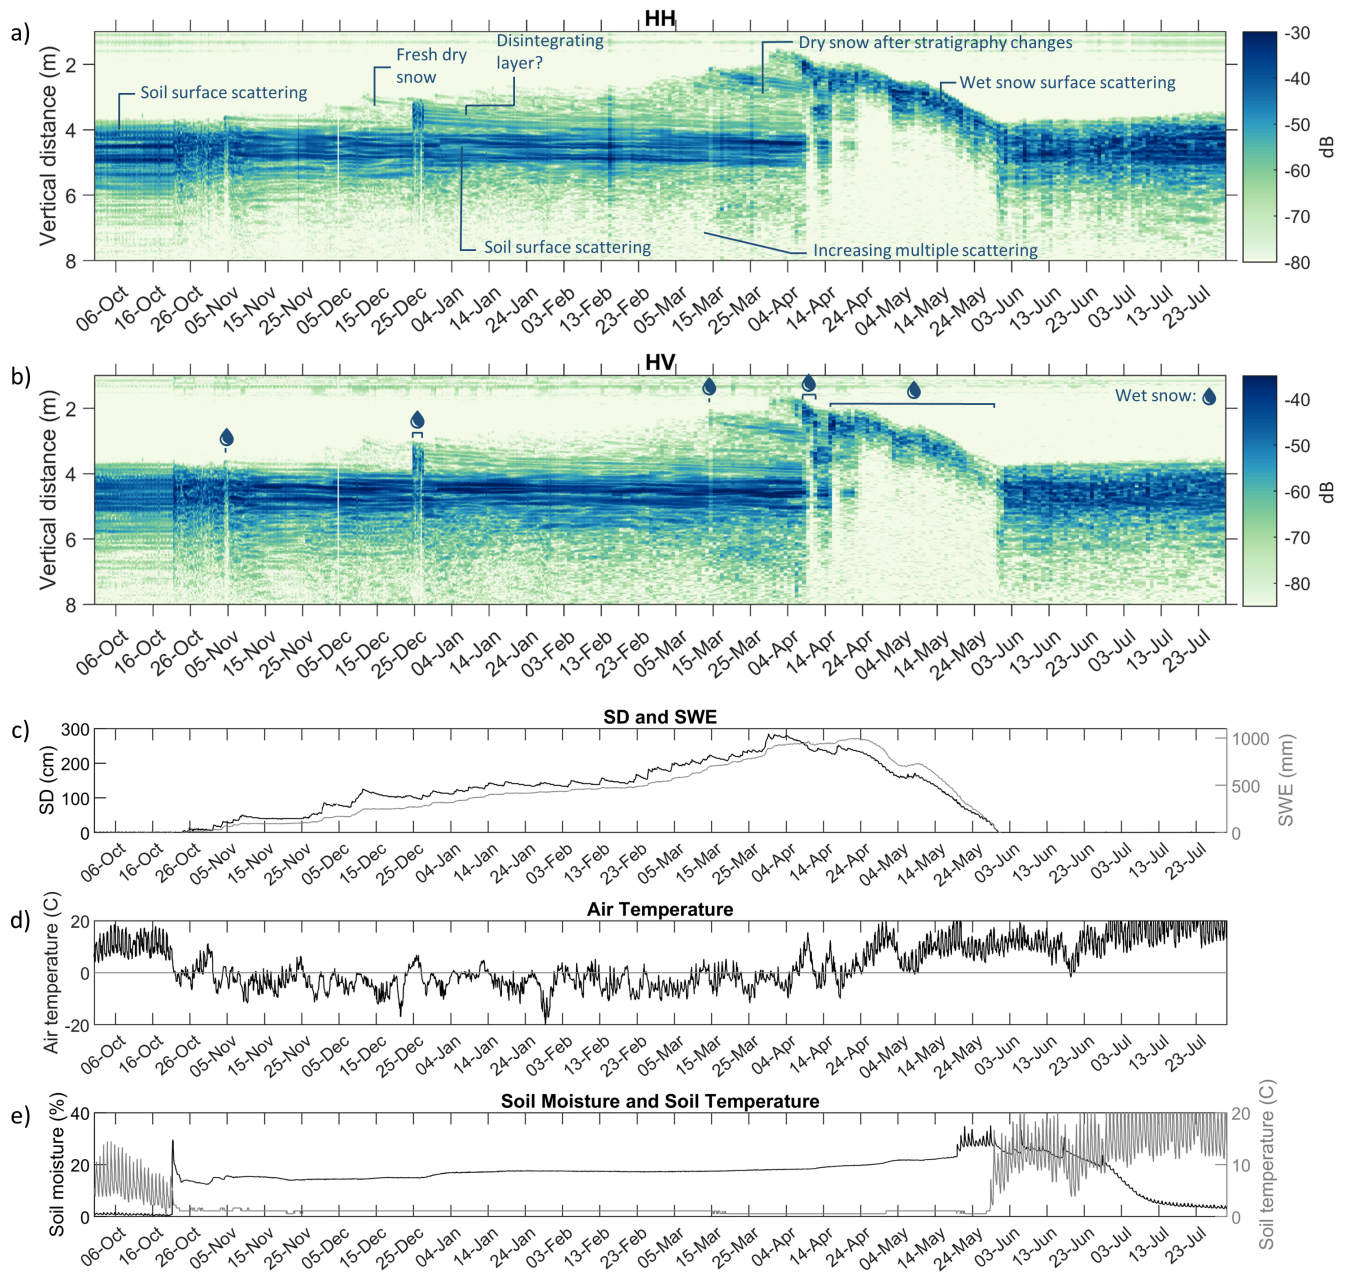 a)
HH
Vertical distance (m)
2
4
6
8
Soil surface scattering
Fresh dry
snow
Disintegrating
layer?
Dry snow after stratigraphy changes
Wet snow surface scattering
Soil surface scattering
Increasing multiple scattering
-30
-40
-50
-60
-70
-80
dB
06-Oct 16-Oct 26-Oct 05-Nov 15-Nov 25-Nov 05-Dec 15-Dec 25-Dec 04-Jan 14-Jan 24-Jan 03-Feb 13-Feb 23-Feb 05-Mar 15-Mar 25-Mar 04-Apr 14-Apr 24-Apr 04-May 14-May 24-May 03-Jun 13-Jun 23-Jun 03-Jul 13-Jul 23-Jul
b)
HV
Vertical distance (m)
2
4
6
8
Wet snow:
-40
-50
-60
-70
-80
dB
06-Oct 16-Oct 26-Oct 05-Nov 15-Nov 25-Nov 05-Dec 15-Dec 25-Dec 04-Jan 14-Jan 24-Jan 03-Feb 13-Feb 23-Feb 05-Mar 15-Mar 25-Mar 04-Apr 14-Apr 24-Apr 04-May 14-May 24-May 03-Jun 13-Jun 23-Jun 03-Jul 13-Jul 23-Jul
c)
SD and SWE
SD (cm)
300
200
100
0
1000
500
0
SWE (mm)
06-Oct 16-Oct 26-Oct 05-Nov 15-Nov 25-Nov 05-Dec 15-Dec 25-Dec 04-Jan 14-Jan 24-Jan 03-Feb 13-Feb 23-Feb 05-Mar 15-Mar 25-Mar 04-Apr 14-Apr 24-Apr 04-May 14-May 24-May 03-Jun 13-Jun 23-Jun 03-Jul 13-Jul 23-Jul
d)
Air Temperature
Air temperature (C)
20
0
-20
06-Oct 16-Oct 26-Oct 05-Nov 15-Nov 25-Nov 05-Dec 15-Dec 25-Dec 04-Jan 14-Jan 24-Jan 03-Feb 13-Feb 23-Feb 05-Mar 15-Mar 25-Mar 04-Apr 14-Apr 24-Apr 04-May 14-May 24-May 03-Jun 13-Jun 23-Jun 03-Jul 13-Jul 23-Jul
e)
Soil Moisture and Soil Temperature
Soil moisture (%)
40
20
0
20
10
0
Soil temperature (C)
06-Oct 16-Oct 26-Oct 05-Nov 15-Nov 25-Nov 05-Dec 15-Dec 25-Dec 04-Jan 14-Jan 24-Jan 03-Feb 13-Feb 23-Feb 05-Mar 15-Mar 25-Mar 04-Apr 14-Apr 24-Apr 04-May 14-May 24-May 03-Jun 13-Jun 23-Jun 03-Jul 13-Jul 23-Jul